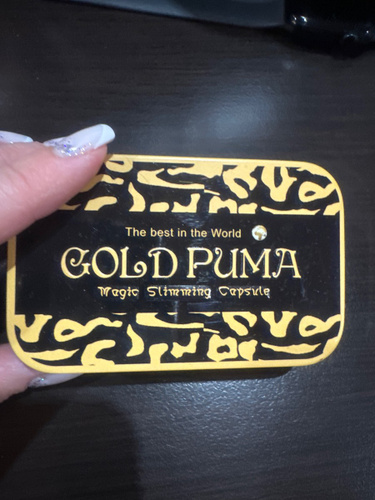 The best in the World
GOLD PUMA
Magic Slimming Capsule